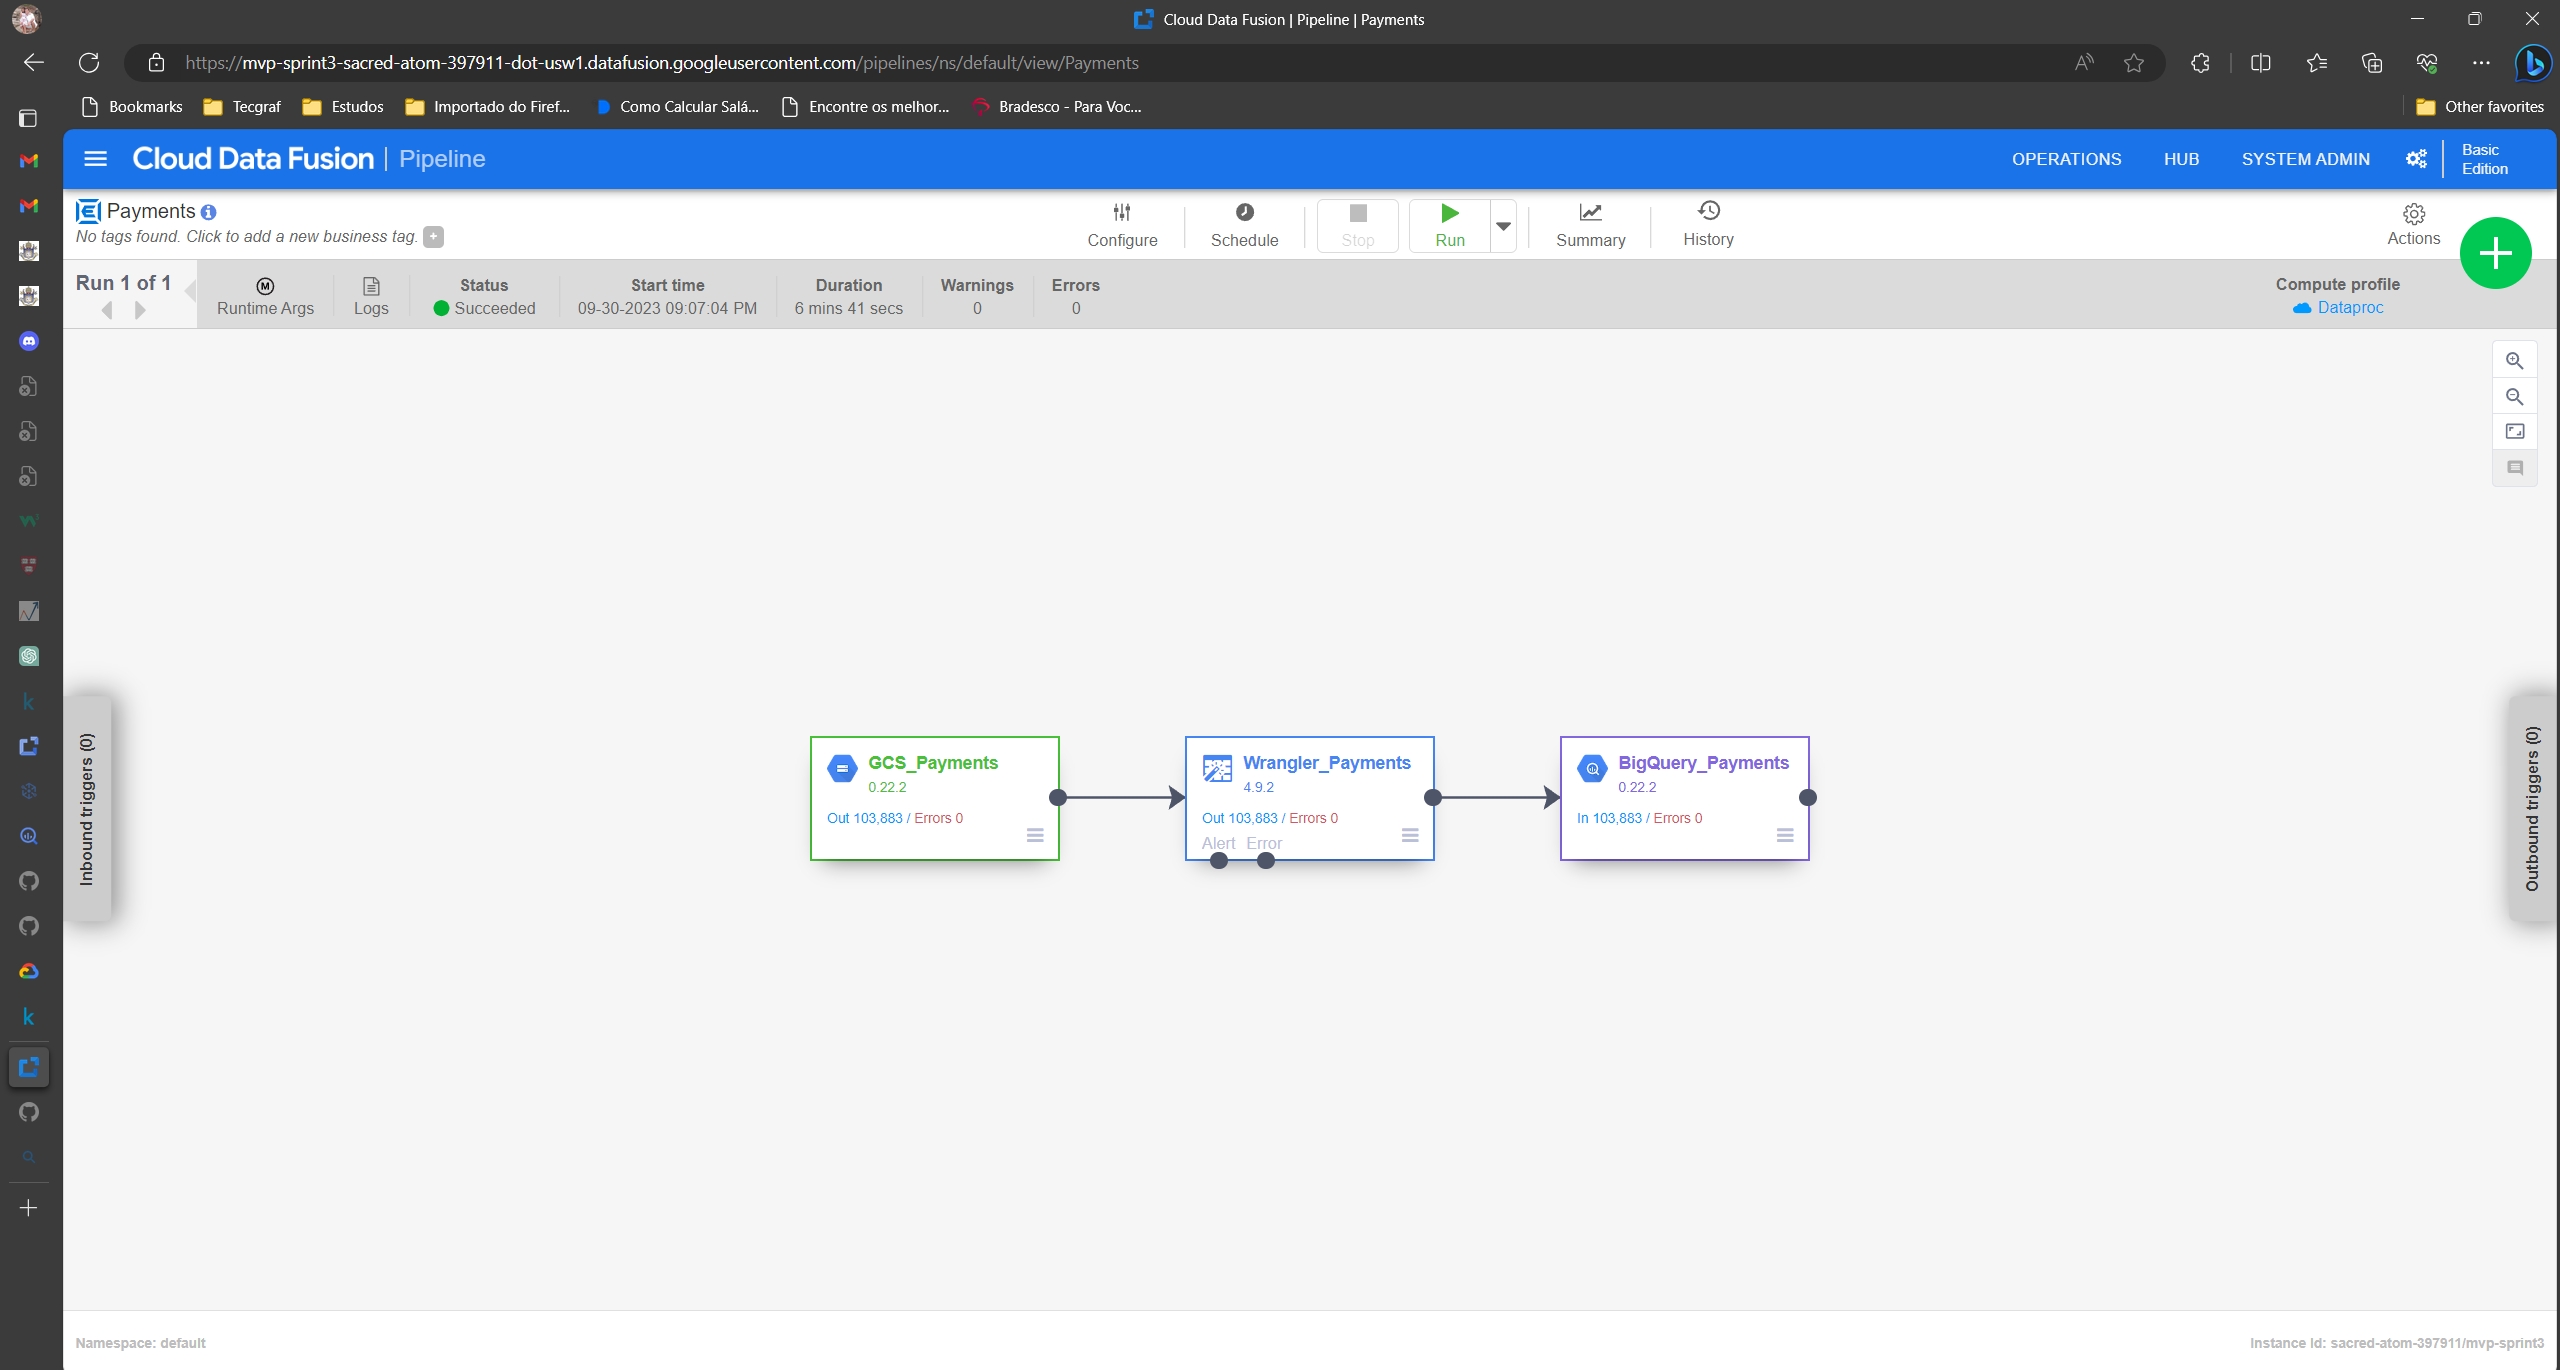 Cloud Data Fusion | Pipeline | Payments
https://mvp-sprint3-sacred-atom-397911-dot-usw1.datafusion.googleusercontent.com/pipelines/ns/default/view/Payments
Bookmarks Tecgraf Estudos Importado do Firef... Como Calcular Salá... Encontre os melhor... Bradesco - Para Voc... Other favorites
Cloud Data Fusion | Pipeline OPERATIONS HUB SYSTEM ADMIN Basic Edition
Payments
No tags found. Click to add a new business tag. +
Configure Schedule Stop Run Summary History Actions
Run 1 of 1
Runtime Args
Logs
Status
Succeeded
Start time
09-30-2023 09:07:04 PM
Duration
6 mins 41 secs
Warnings
0
Errors
0
Compute profile
Dataproc
Inbound triggers (0)
GCS_Payments
0.22.2
Out 103,883 / Errors 0
Wrangler_Payments
4.9.2
Out 103,883 / Errors 0
Alert Error
BigQuery_Payments
0.22.2
In 103,883 / Errors 0
Outbound triggers (0)
Namespace: default
Instance Id: sacred-atom-397911/mvp-sprint3